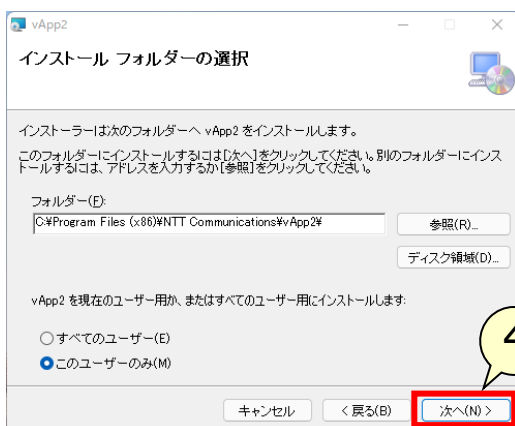 vApp2
インストール フォルダーの選択
インストーラーは次のフォルダーへ vApp2 をインストールします。
このフォルダーにインストールするには[次へ]をクリックしてください。別のフォルダーにインス
トールするには、アドレスを入力するか[参照]をクリックしてください。
フォルダー(F):
C:¥Program Files (x86)¥NTT Communications¥vApp2¥
参照(R)...
ディスク領域(D)...
vApp2 を現在のユーザー用か、またはすべてのユーザー用にインストールします:
すべてのユーザー(E)
このユーザーのみ(M)
4
キャンセル
< 戻る(B)
次へ(N) >